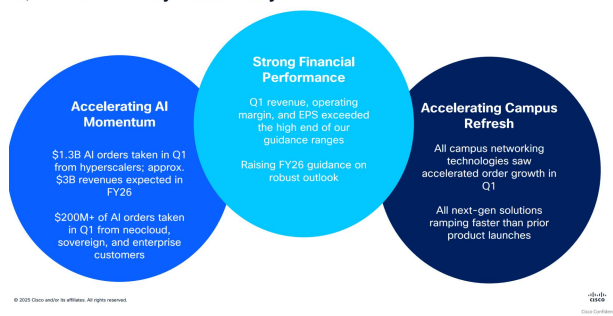 Accelerating AI
Momentum
$1.3B AI orders taken in Q1
from hyperscalers; approx.
$3B revenues expected in
FY26
$200M+ of AI orders taken
in Q1 from neocloud,
sovereign, and enterprise
customers
Strong Financial
Performance
Q1 revenue, operating
margin, and EPS exceeded
the high end of our
guidance ranges
Raising FY26 guidance on
robust outlook
Accelerating Campus
Refresh
All campus networking
technologies saw
accelerated order growth in
Q1
All next-gen solutions
ramping faster than prior
product launches
© 2025 Cisco and/or its affiliates. All rights reserved.
CISCO
Cisco Confiden